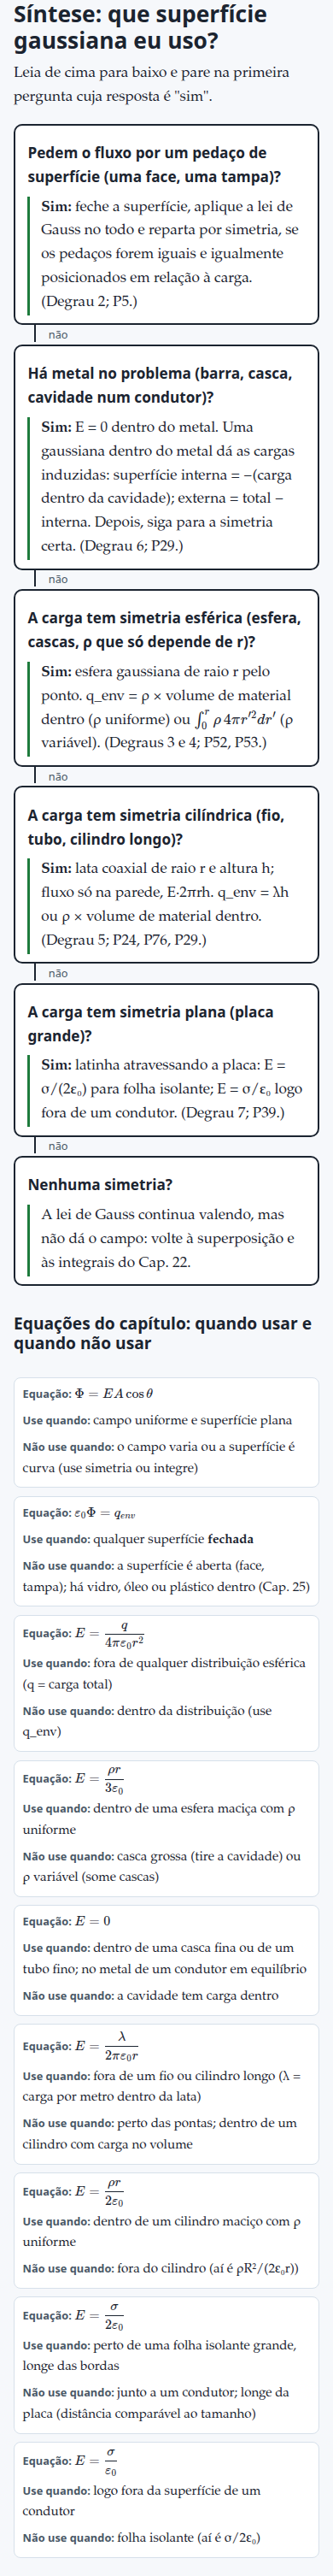 Síntese: que superfície
gaussiana eu uso?
Leia de cima para baixo e pare na primeira
pergunta cuja resposta é "sim".
Pedem o fluxo por um pedaço de
superfície (uma face, uma tampa)?
Sim: feche a superfície, aplique a lei de
Gauss no todo e reparta por simetria, se
os pedaços forem iguais e igualmente
posicionados em relação à carga.
(Degrau 2; P5.)
não
Há metal no problema (barra, casca,
cavidade num condutor)?
Sim: E = 0 dentro do metal. Uma
gaussiana dentro do metal dá as cargas
induzidas: superfície interna = −(carga
dentro da cavidade); externa = total −
interna. Depois, siga para a simetria
certa. (Degrau 6; P29.)
não
A carga tem simetria esférica (esfera,
cascas, ρ que só depende de r)?
Sim: esfera gaussiana de raio r pelo
ponto. q_env = ρ × volume de material
dentro (ρ uniforme) ou ∫₀ʳ ρ 4πr′²dr′ (ρ
variável). (Degraus 3 e 4; P52, P53.)
não
A carga tem simetria cilíndrica (fio,
tubo, cilindro longo)?
Sim: lata coaxial de raio r e altura h;
fluxo só na parede, E·2πrh. q_env = λh
ou ρ × volume de material dentro.
(Degrau 5; P24, P76, P29.)
não
A carga tem simetria plana (placa
grande)?
Sim: latinha atravessando a placa: E =
σ/(2ε₀) para folha isolante; E = σ/ε₀ logo
fora de um condutor. (Degrau 7; P39.)
não
Nenhuma simetria?
A lei de Gauss continua valendo, mas
não dá o campo: volte à superposição e
às integrais do Cap. 22.
Equações do capítulo: quando usar e
quando não usar
Equação: Φ = EA cos θ
Use quando: campo uniforme e superfície plana
Não use quando: o campo varia ou a superfície é
curva (use simetria ou integre)
Equação: ε₀Φ = q_env
Use quando: qualquer superfície fechada
Não use quando: a superfície é aberta (face,
tampa); há vidro, óleo ou plástico dentro (Cap. 25)
Equação: E = q/(4πε₀r²)
Use quando: fora de qualquer distribuição esférica
(q = carga total)
Não use quando: dentro da distribuição (use
q_env)
Equação: E = ρr/(3ε₀)
Use quando: dentro de uma esfera maciça com ρ
uniforme
Não use quando: casca grossa (tire a cavidade) ou
ρ variável (some cascas)
Equação: E = 0
Use quando: dentro de uma casca fina ou de um
tubo fino; no metal de um condutor em equilíbrio
Não use quando: a cavidade tem carga dentro
Equação: E = λ/(2πε₀r)
Use quando: fora de um fio ou cilindro longo (λ =
carga por metro dentro da lata)
Não use quando: perto das pontas; dentro de um
cilindro com carga no volume
Equação: E = ρr/(2ε₀)
Use quando: dentro de um cilindro maciço com ρ
uniforme
Não use quando: fora do cilindro (aí é ρR²/(2ε₀r))
Equação: E = σ/(2ε₀)
Use quando: perto de uma folha isolante grande,
longe das bordas
Não use quando: junto a um condutor; longe da
placa (distância comparável ao tamanho)
Equação: E = σ/ε₀
Use quando: logo fora da superfície de um
condutor
Não use quando: folha isolante (aí é σ/2ε₀)